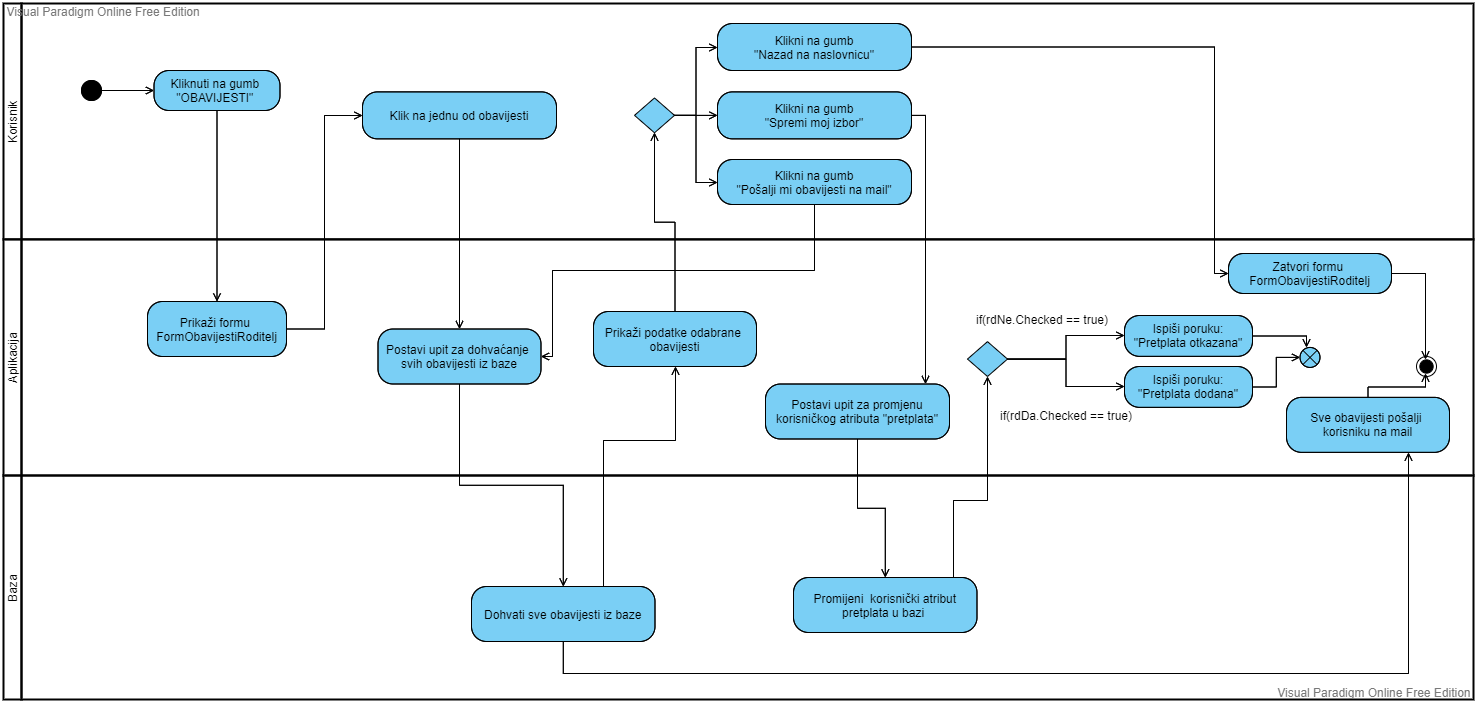 Visual Paradigm Online Free Edition
Korisnik
Kliknuti na gumb
"OBAVIJESTI"
Klik na jednu od obavijesti
Klikni na gumb
"Nazad na naslovnicu"
Klikni na gumb
"Spremi moj izbor"
Klikni na gumb
"Pošalji mi obavijesti na mail"
Aplikacija
Prikaži formu
FormObavijestiRoditelj
Postavi upit za dohvaćanje
svih obavijesti iz baze
Prikaži podatke odabrane
obavijesti
Postavi upit za promjenu
korisničkog atributa "pretplata"
if(rdNe.Checked == true)
if(rdDa.Checked == true)
Ispiši poruku:
"Pretplata otkazana"
Ispiši poruku:
"Pretplata dodana"
Zatvori formu
FormObavijestiRoditelj
Sve obavijesti pošalji
korisniku na mail
Baza
Dohvati sve obavijesti iz baze
Promijeni korisnički atribut
pretplata u bazi
Visual Paradigm Online Free Edition